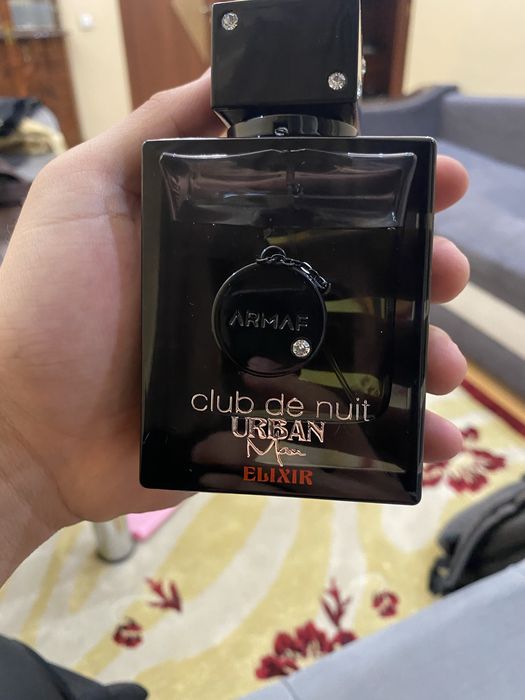 ARMAF
club de nuit
URBAN
Man
ELIXIR